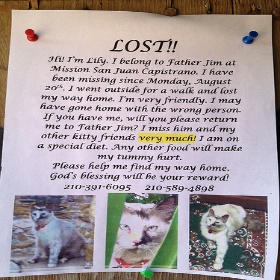 LOST!!
Hi! I'm Lily. I belong to Father Jim at
Mission San Juan Capistrano. I have
been missing since Monday, August
20th. I went outside for a walk and lost
my way home. I'm very friendly. I may
have gone home with the wrong person.
If you have me, will you please return
me to Father Jim? I miss him and my
other kitty friends very much! I am on
a special diet. Any other food will make
my tummy hurt.
Please help me find my way home.
God's blessing will be your reward!
210-391-6095 210-589-4898